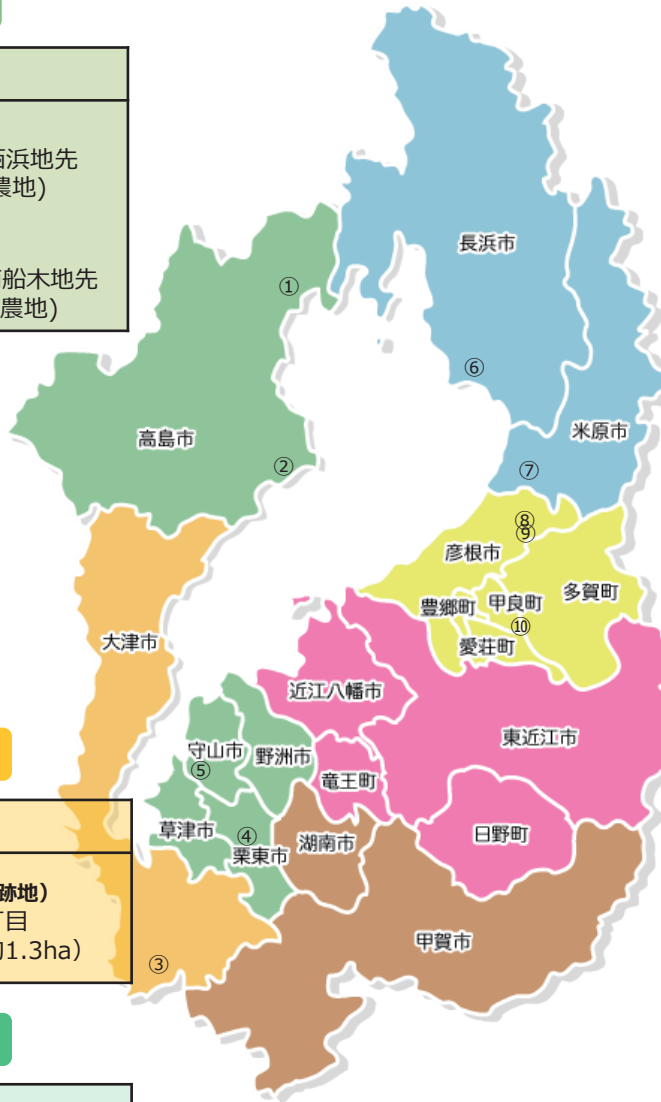 浜地先
農地)
船木地先
農地)
長浜市
①
⑥
米原市
高島市
②
⑦
⑧
⑨
彦根市
多賀町
甲良町
豊郷町
⑩
愛荘町
大津市
近江八幡市
東近江市
守山市
野洲市
⑤
竜王町
草津市
④
栗東市
湖南市
日野町
跡地)
丁目
1.3ha)
甲賀市
③